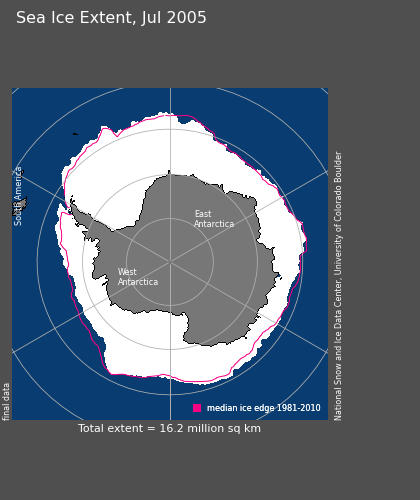 Sea Ice Extent, Jul 2005
South America
East
Antarctica
West
Antarctica
National Snow and Ice Data Center, University of Colorado Boulder
final data
median ice edge 1981-2010
Total extent = 16.2 million sq km